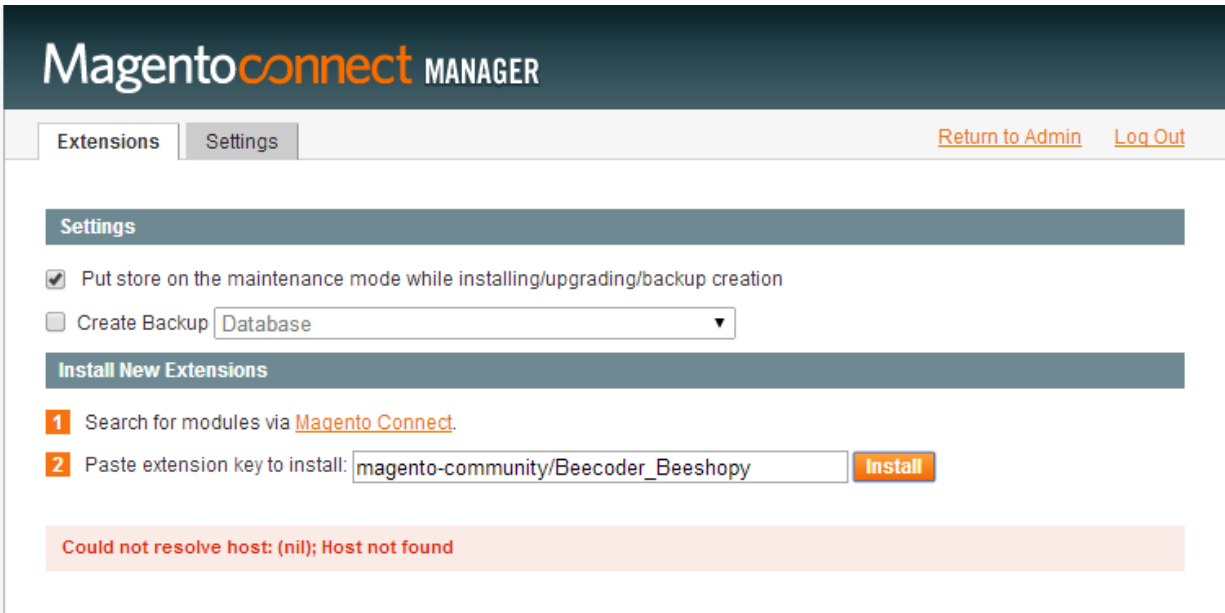 Magentoconnect MANAGER
Extensions Settings Return to Admin Log Out
Settings
Put store on the maintenance mode while installing/upgrading/backup creation
Create Backup Database
Install New Extensions
1 Search for modules via Magento Connect.
2 Paste extension key to install: magento-community/Beecoder_Beeshopy Install
Could not resolve host: (nil); Host not found